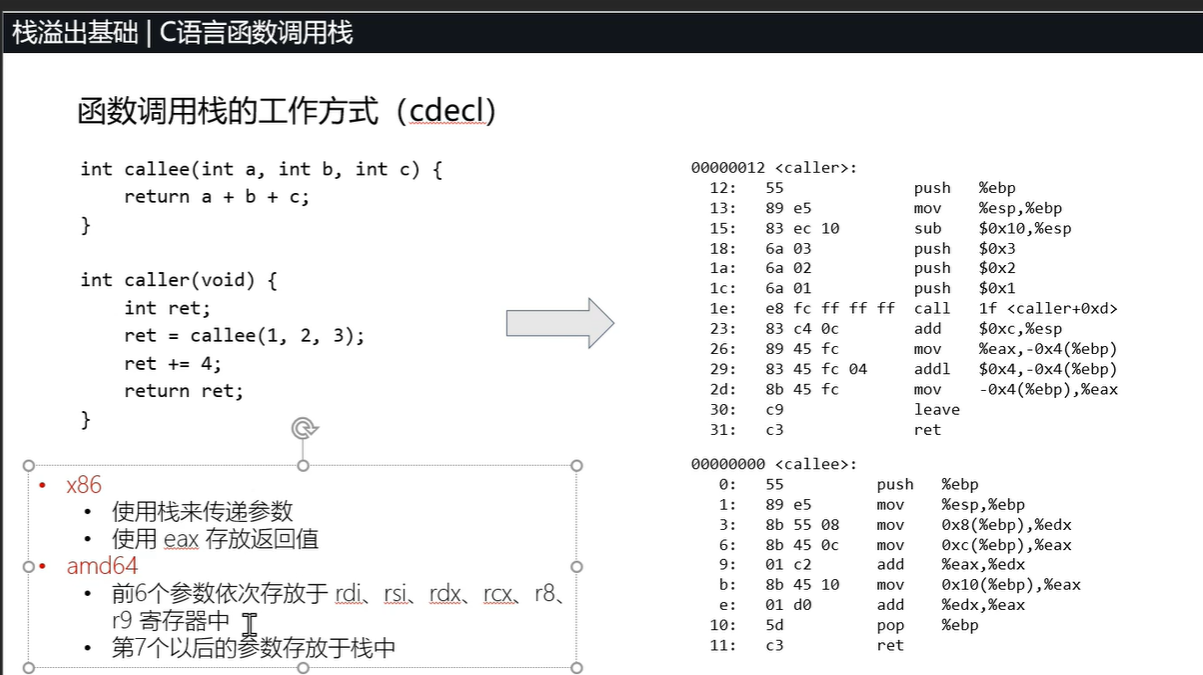 栈溢出基础 | C语言函数调用栈
函数调用栈的工作方式（cdecl）
int callee(int a, int b, int c) {
    return a + b + c;
}
int caller(void) {
    int ret;
    ret = callee(1, 2, 3);
    ret += 4;
    return ret;
}
• x86
• 使用栈来传递参数
• 使用 eax 存放返回值
• amd64
• 前6个参数依次存放于 rdi、rsi、rdx、rcx、r8、
r9 寄存器中
• 第7个以后的参数存放于栈中
00000012 <caller>:
12: 55 push %ebp
13: 89 e5 mov %esp,%ebp
15: 83 ec 10 sub $0x10,%esp
18: 6a 03 push $0x3
1a: 6a 02 push $0x2
1c: 6a 01 push $0x1
1e: e8 fc ff ff ff call 1f <caller+0xd>
23: 83 c4 0c add $0xc,%esp
26: 89 45 fc mov %eax,-0x4(%ebp)
29: 83 45 fc 04 addl $0x4,-0x4(%ebp)
2d: 8b 45 fc mov -0x4(%ebp),%eax
30: c9 leave
31: c3 ret
00000000 <callee>:
0: 55 push %ebp
1: 89 e5 mov %esp,%ebp
3: 8b 55 08 mov 0x8(%ebp),%edx
6: 8b 45 0c mov 0xc(%ebp),%eax
9: 01 c2 add %eax,%edx
b: 8b 45 10 mov 0x10(%ebp),%eax
e: 01 d0 add %edx,%eax
10: 5d pop %ebp
11: c3 ret